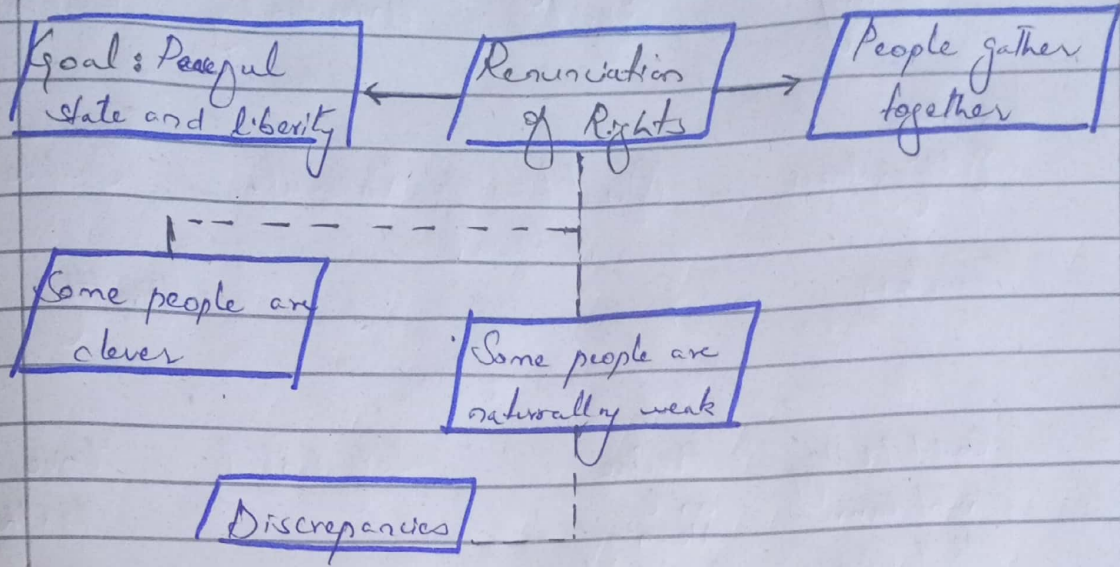 Goal : Peaceful
state and liberity
Renunciation
of Rights
People gather
together
Some people are
clever
Some people are
naturally weak
Discrepancies